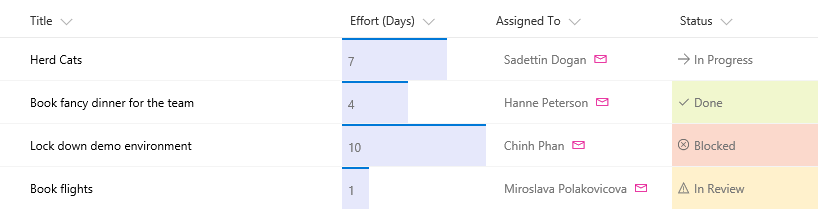 Title Effort (Days) Assigned To Status
Herd Cats 7 Sadettin Dogan In Progress
Book fancy dinner for the team 4 Hanne Peterson Done
Lock down demo environment 10 Chinh Phan Blocked
Book flights 1 Miroslava Polakovicova In Review